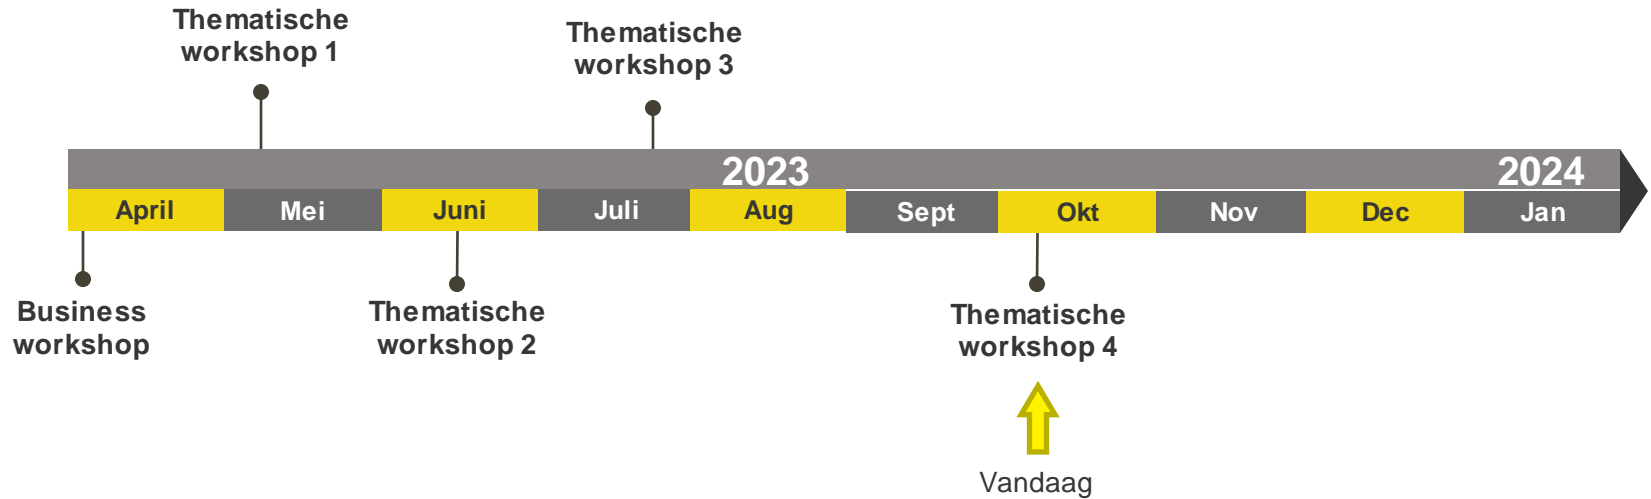 Thematische
workshop 1
Thematische
workshop 3
2023
2024
April
Mei
Juni
Juli
Aug
Sept
Okt
Nov
Dec
Jan
Business
workshop
Thematische
workshop 2
Thematische
workshop 4
Vandaag